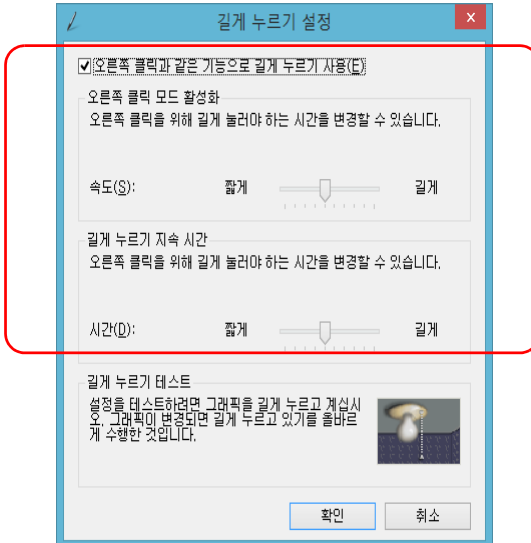 길게 누르기 설정
x
오른쪽 클릭과 같은 기능으로 길게 누르기 사용(E)
오른쪽 클릭 모드 활성화
오른쪽 클릭을 위해 길게 눌러야 하는 시간을 변경할 수 있습니다.
속도(S): 짧게 길게
길게 누르기 지속 시간
오른쪽 클릭을 위해 길게 눌러야 하는 시간을 변경할 수 있습니다.
시간(D): 짧게 길게
길게 누르기 테스트
설정을 테스트하려면 그래픽을 길게 누르고 계십시
오. 그래픽이 변경되면 길게 누르고 있기를 올바르
게 수행한 것입니다.
확인 취소